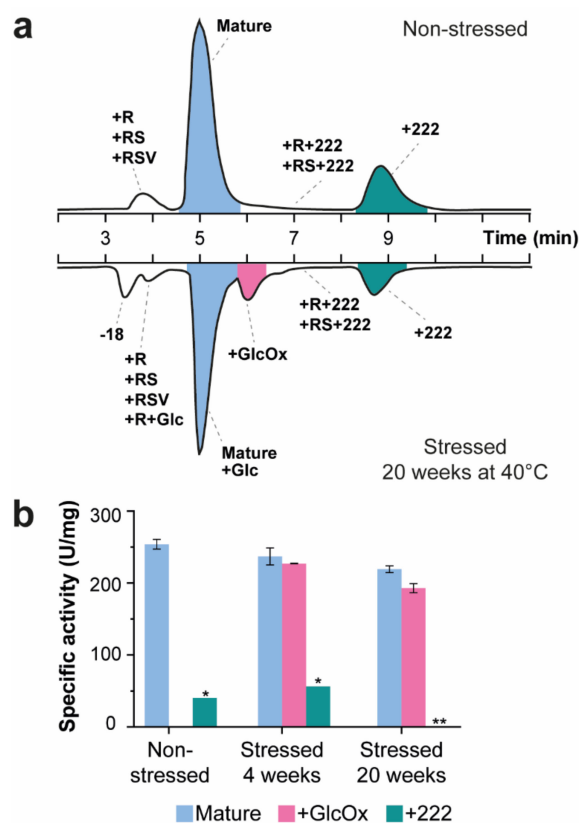 a
Non-stressed
Mature
+R
+RS
+RSV
+R+222
+RS+222
+222
3
5
7
9
Time (min)
-18
+R
+RS
+RSV
+R+Glc
Mature
+Glc
+GlcOx
+R+222
+RS+222
+222
Stressed
20 weeks at 40°C
b
Specific activity (U/mg)
300
200
100
0
*
*
**
Non-
stressed
Stressed
4 weeks
Stressed
20 weeks
Mature
+GlcOx
+222